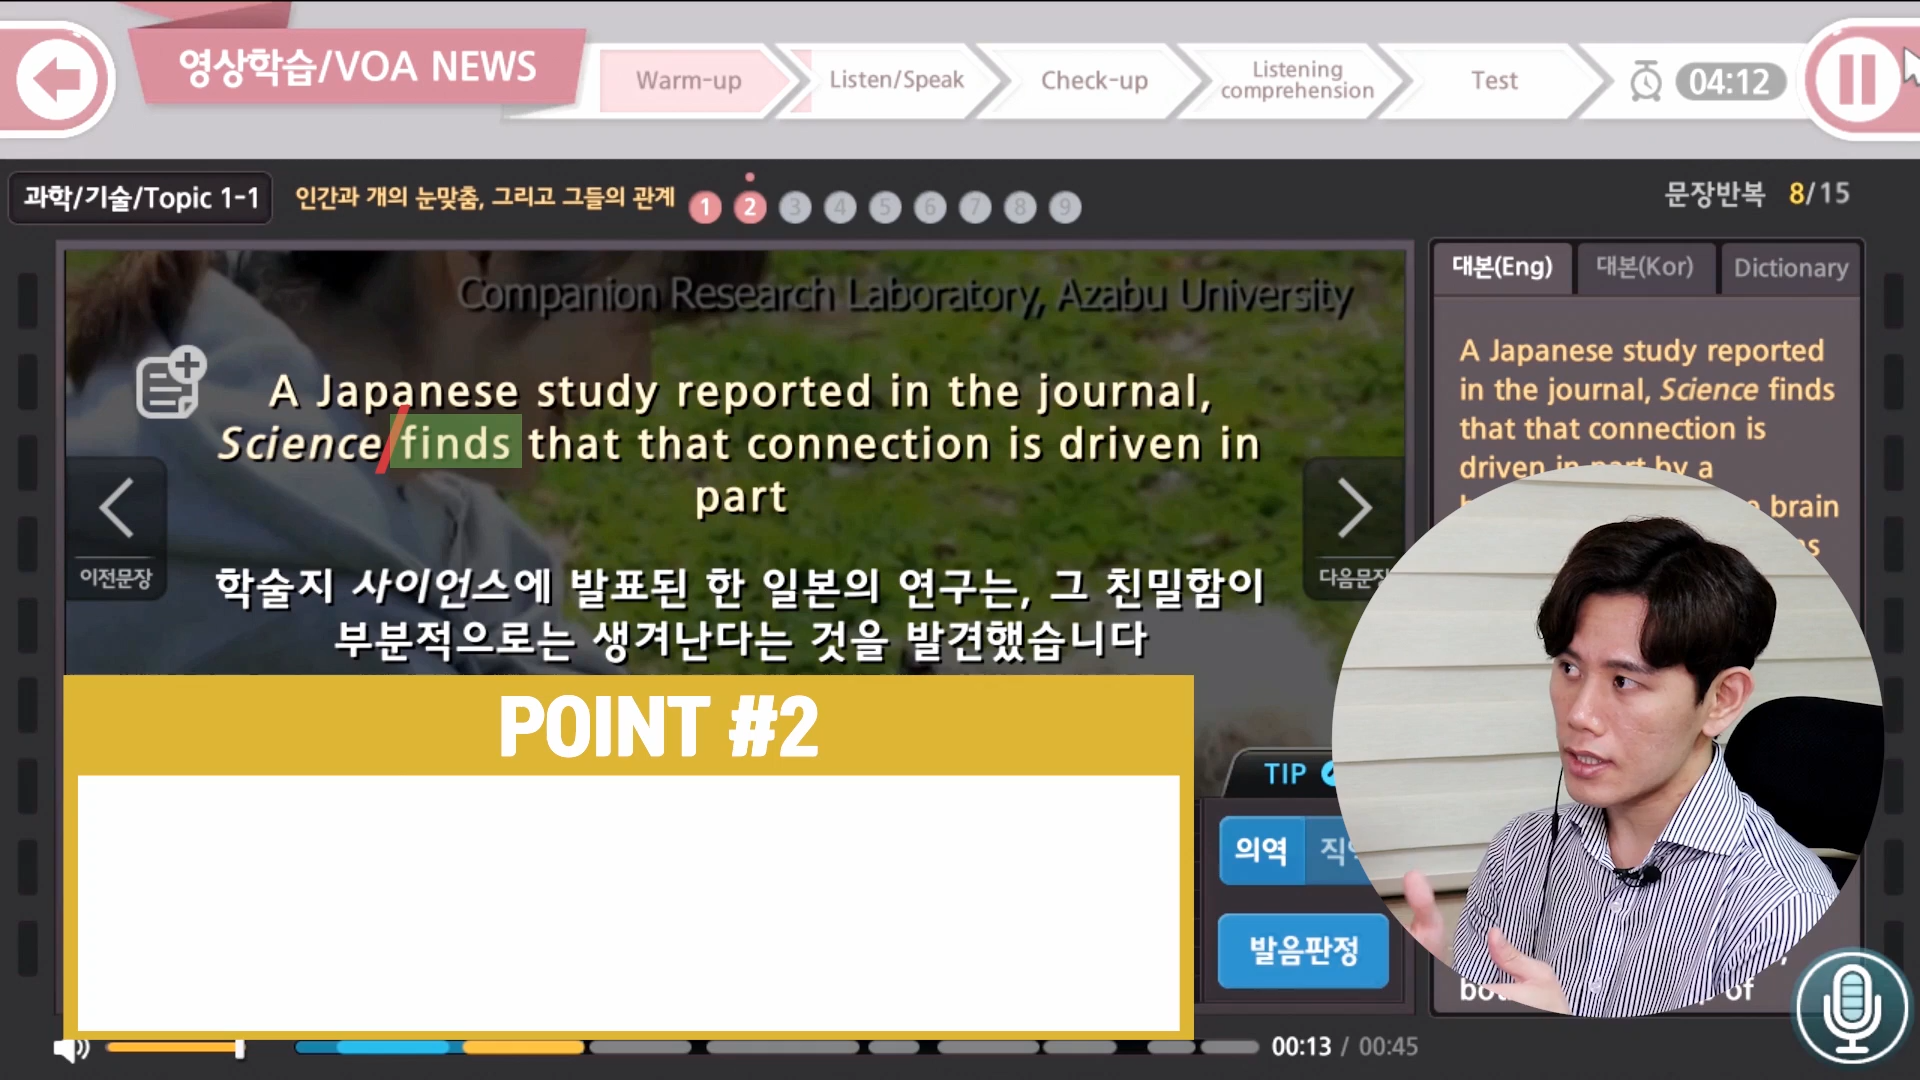 영상학습/VOA NEWS
Warm-up
Listen/Speak
Check-up
Listening
comprehension
Test
04:12
과학/기술/Topic 1-1
인간과 개의 눈맞춤, 그리고 그들의 관계
1 2 3 4 5 6 7 8 9
문장반복 8/15
Companion Research Laboratory, Azabu University
A Japanese study reported in the journal,
Science/finds that that connection is driven in
part
학술지 사이언스에 발표된 한 일본의 연구는, 그 친밀함이
부분적으로는 생겨난다는 것을 발견했습니다
이전문장
다음문장
대본(Eng)
대본(Kor)
Dictionary
A Japanese study reported
in the journal, Science finds
that that connection is
driven in part by a
brain
POINT #2
TIP
의역
발음판정
of
00:13 / 00:45